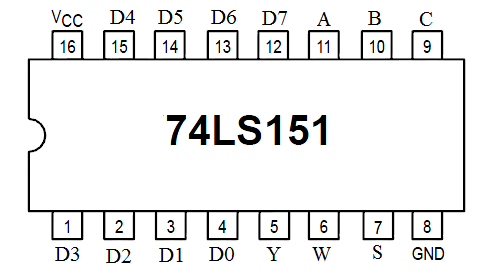 VCC D4 D5 D6 D7 A B C
16 15 14 13 12 11 10 9
74LS151
1 2 3 4 5 6 7 8
D3 D2 D1 D0 Y W S GND